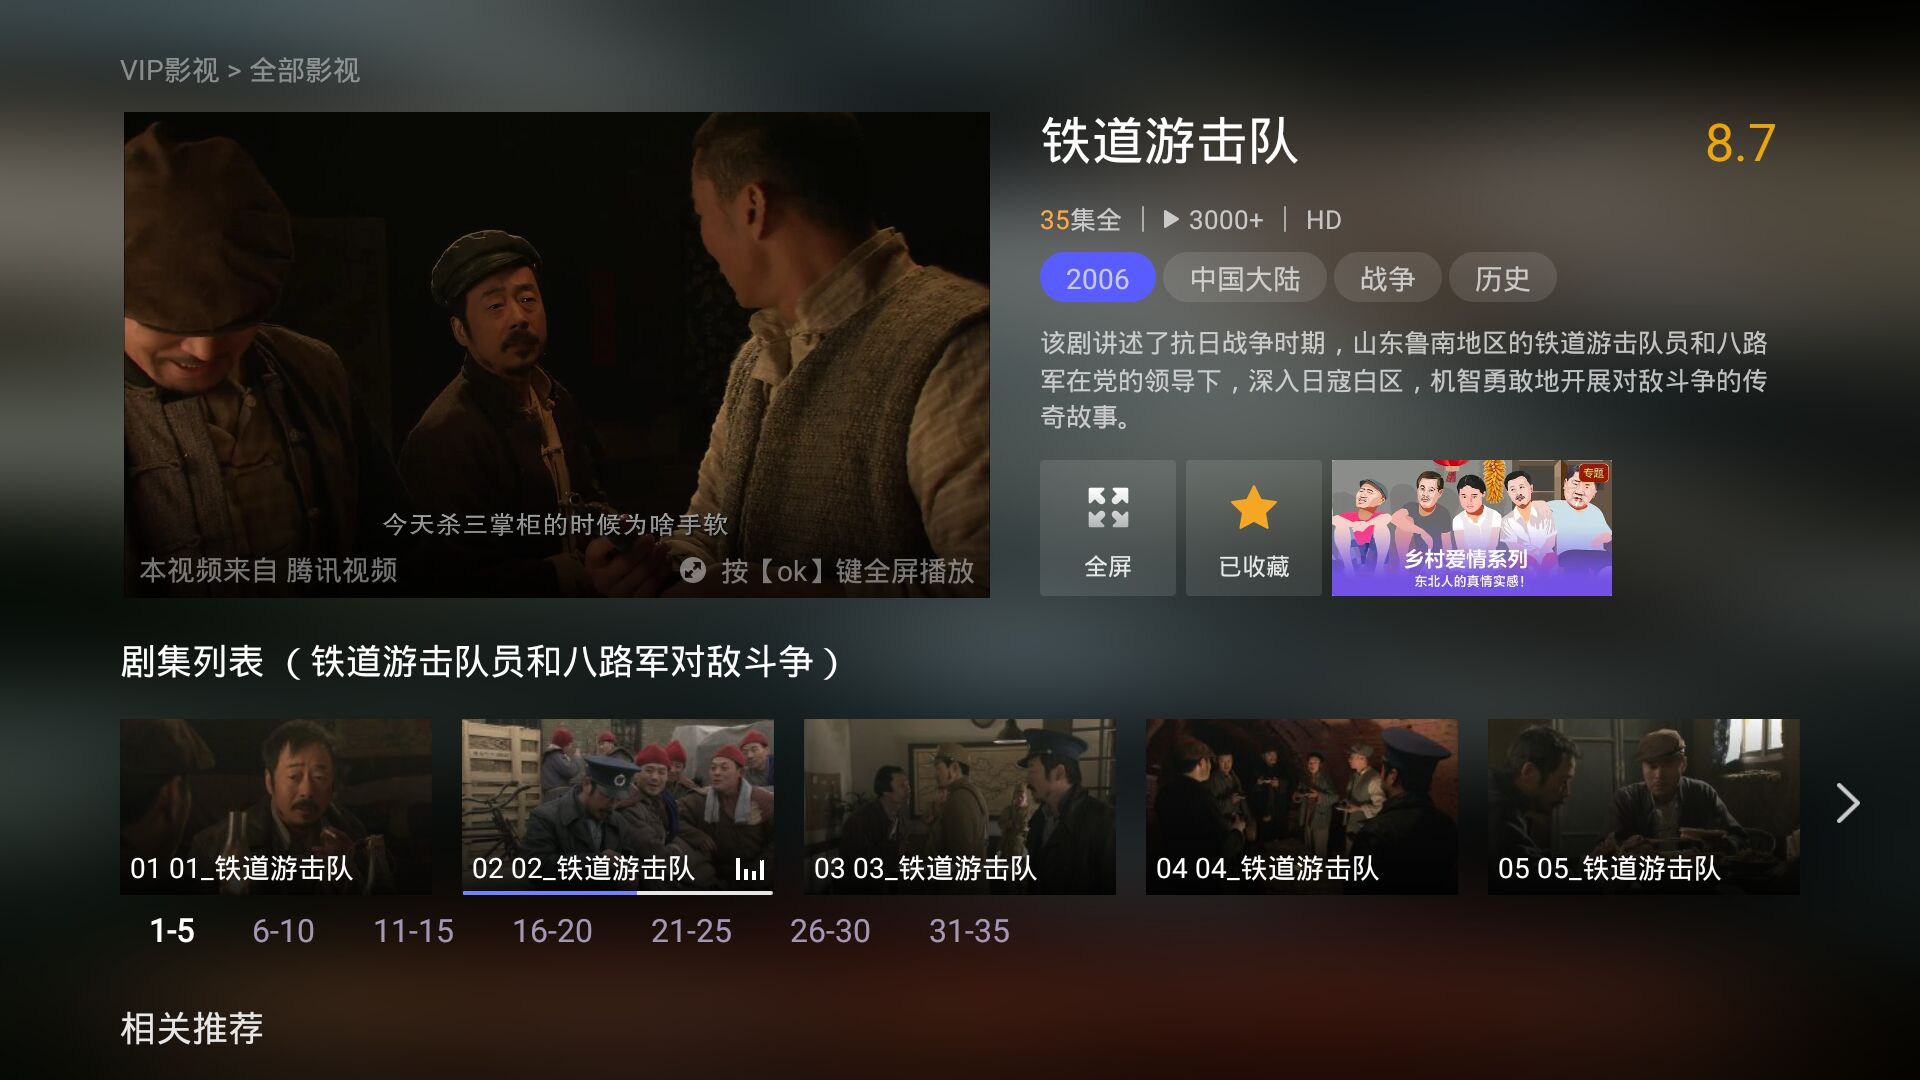 VIP影视 > 全部影视
铁道游击队
8.7
35集全 | 3000+ | HD
2006 中国大陆 战争 历史
该剧讲述了抗日战争时期，山东鲁南地区的铁道游击队员和八路
军在党的领导下，深入日寇白区，机智勇敢地开展对敌斗争的传
奇故事。
今天杀三掌柜的时候为啥手软
本视频来自 腾讯视频
按【ok】键全屏播放
全屏
已收藏
专题
乡村爱情系列
东北人的真情实感！
剧集列表 （铁道游击队员和八路军对敌斗争）
01 01_铁道游击队
02 02_铁道游击队
03 03_铁道游击队
04 04_铁道游击队
05 05_铁道游击队
1-5 6-10 11-15 16-20 21-25 26-30 31-35
相关推荐